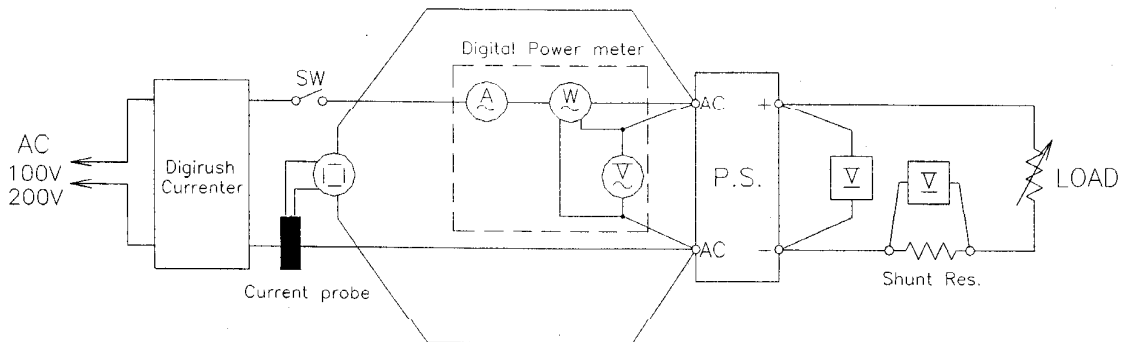 Digital Power meter
SW
A
W
AC
+
AC
100V
200V
Digirush
Currenter
V
P.S.
V
V
LOAD
AC
−
Shunt Res.
Current probe